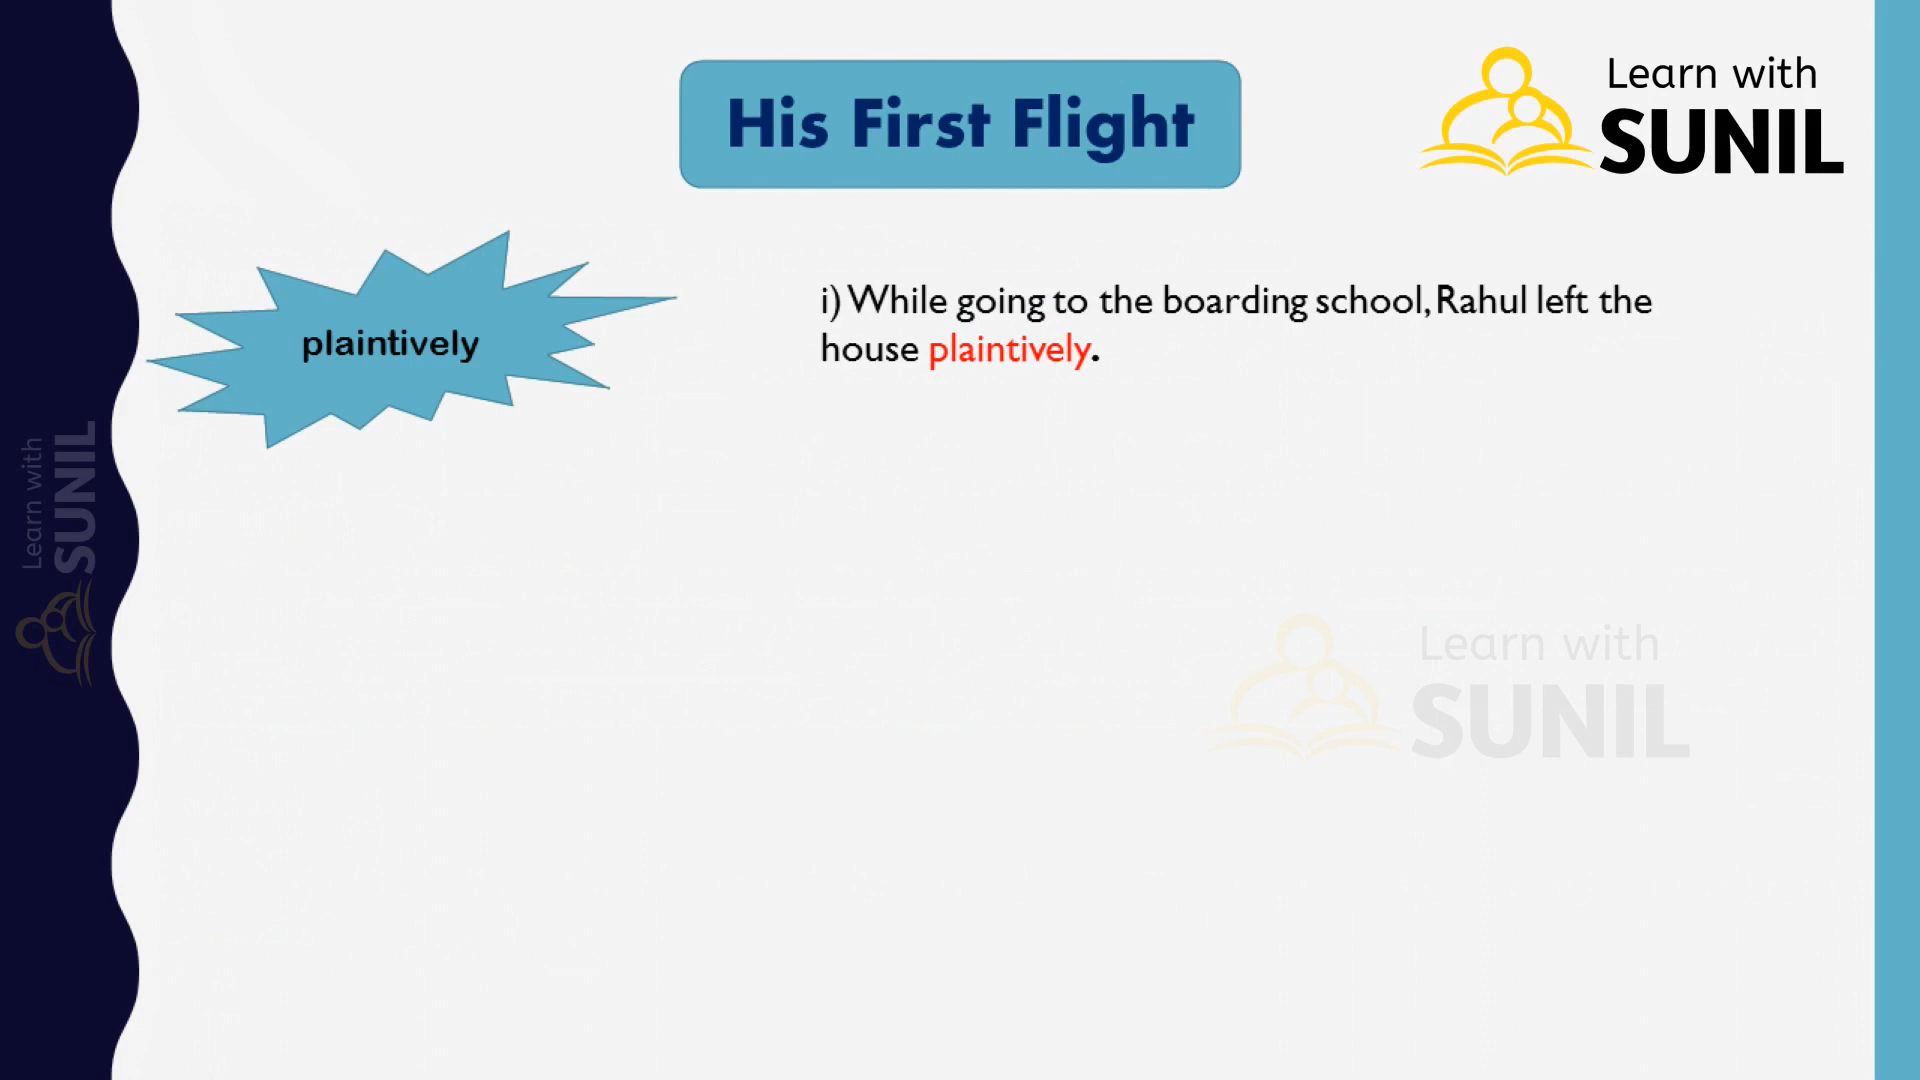 His First Flight
Learn with
SUNIL
plaintively
i) While going to the boarding school, Rahul left the
house plaintively.
Learn with
SUNIL
Learn with
SUNIL